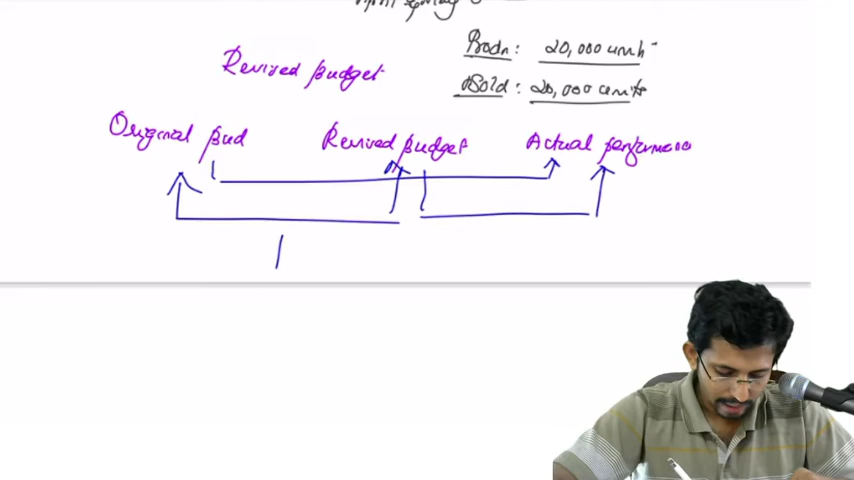 Prodn: 20,000 units
Revised budget
Sold: 20,000 units
Original bud Revised budget Actual performance